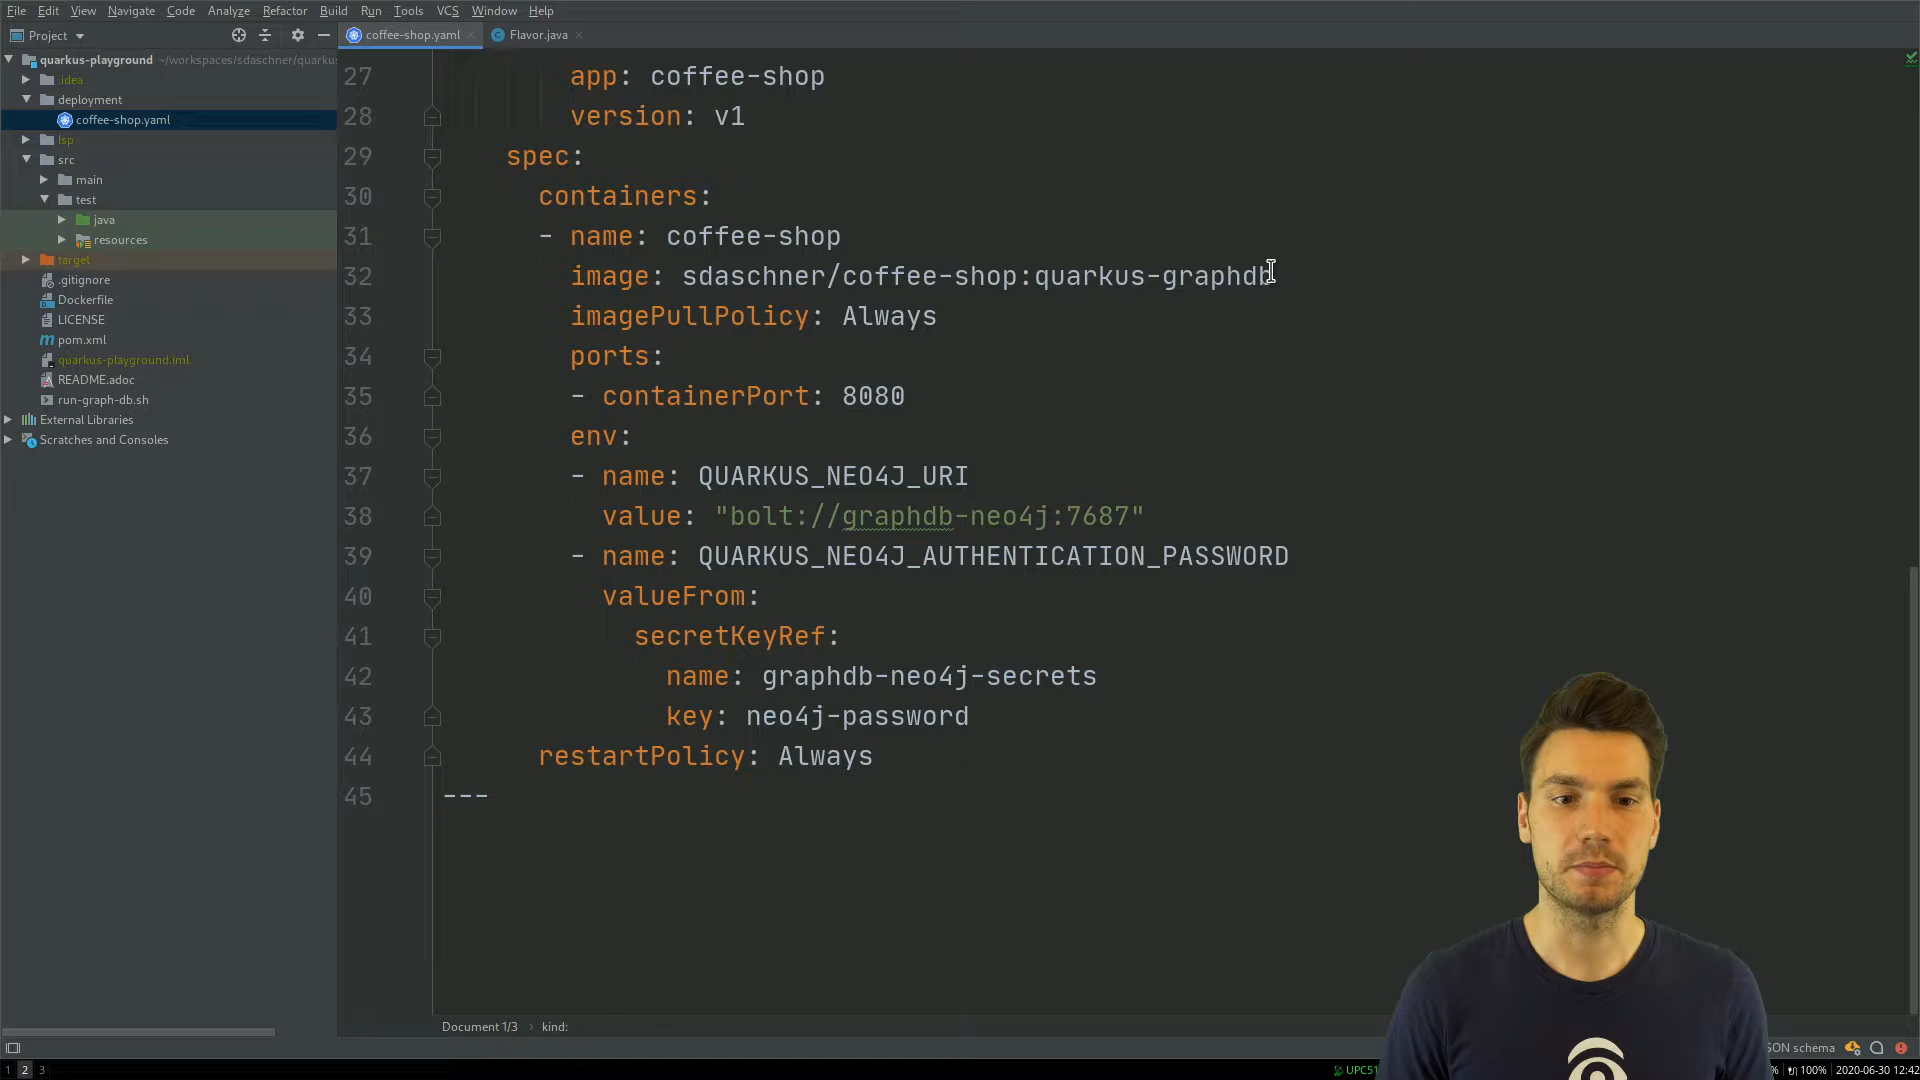 File Edit View Navigate Code Analyze Refactor Build Run Tools VCS Window Help
Project
coffee-shop.yaml
Flavor.java
quarkus-playground ~/workspaces/sdaschner/quarkus
.idea
deployment
coffee-shop.yaml
lsp
src
main
test
java
resources
target
.gitignore
Dockerfile
LICENSE
pom.xml
quarkus-playground.iml
README.adoc
run-graph-db.sh
External Libraries
Scratches and Consoles
27 app: coffee-shop
28 version: v1
29 spec:
30 containers:
31 - name: coffee-shop
32 image: sdaschner/coffee-shop:quarkus-graphdb
33 imagePullPolicy: Always
34 ports:
35 - containerPort: 8080
36 env:
37 - name: QUARKUS_NEO4J_URI
38 value: "bolt://graphdb-neo4j:7687"
39 - name: QUARKUS_NEO4J_AUTHENTICATION_PASSWORD
40 valueFrom:
41 secretKeyRef:
42 name: graphdb-neo4j-secrets
43 key: neo4j-password
44 restartPolicy: Always
45 ---
Document 1/3 › kind:
SON schema
1 2 3
UPC51
% 100% 2020-06-30 12:42